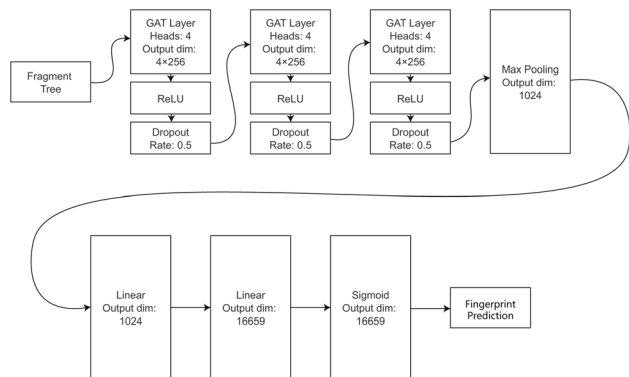 Fragment
Tree
GAT Layer
Heads: 4
Output dim:
4×256
ReLU
Dropout
Rate: 0.5
GAT Layer
Heads: 4
Output dim:
4×256
ReLU
Dropout
Rate: 0.5
GAT Layer
Heads: 4
Output dim:
4×256
ReLU
Dropout
Rate: 0.5
Max Pooling
Output dim:
1024
Linear
Output dim:
1024
Linear
Output dim:
16659
Sigmoid
Output dim:
16659
Fingerprint
Prediction